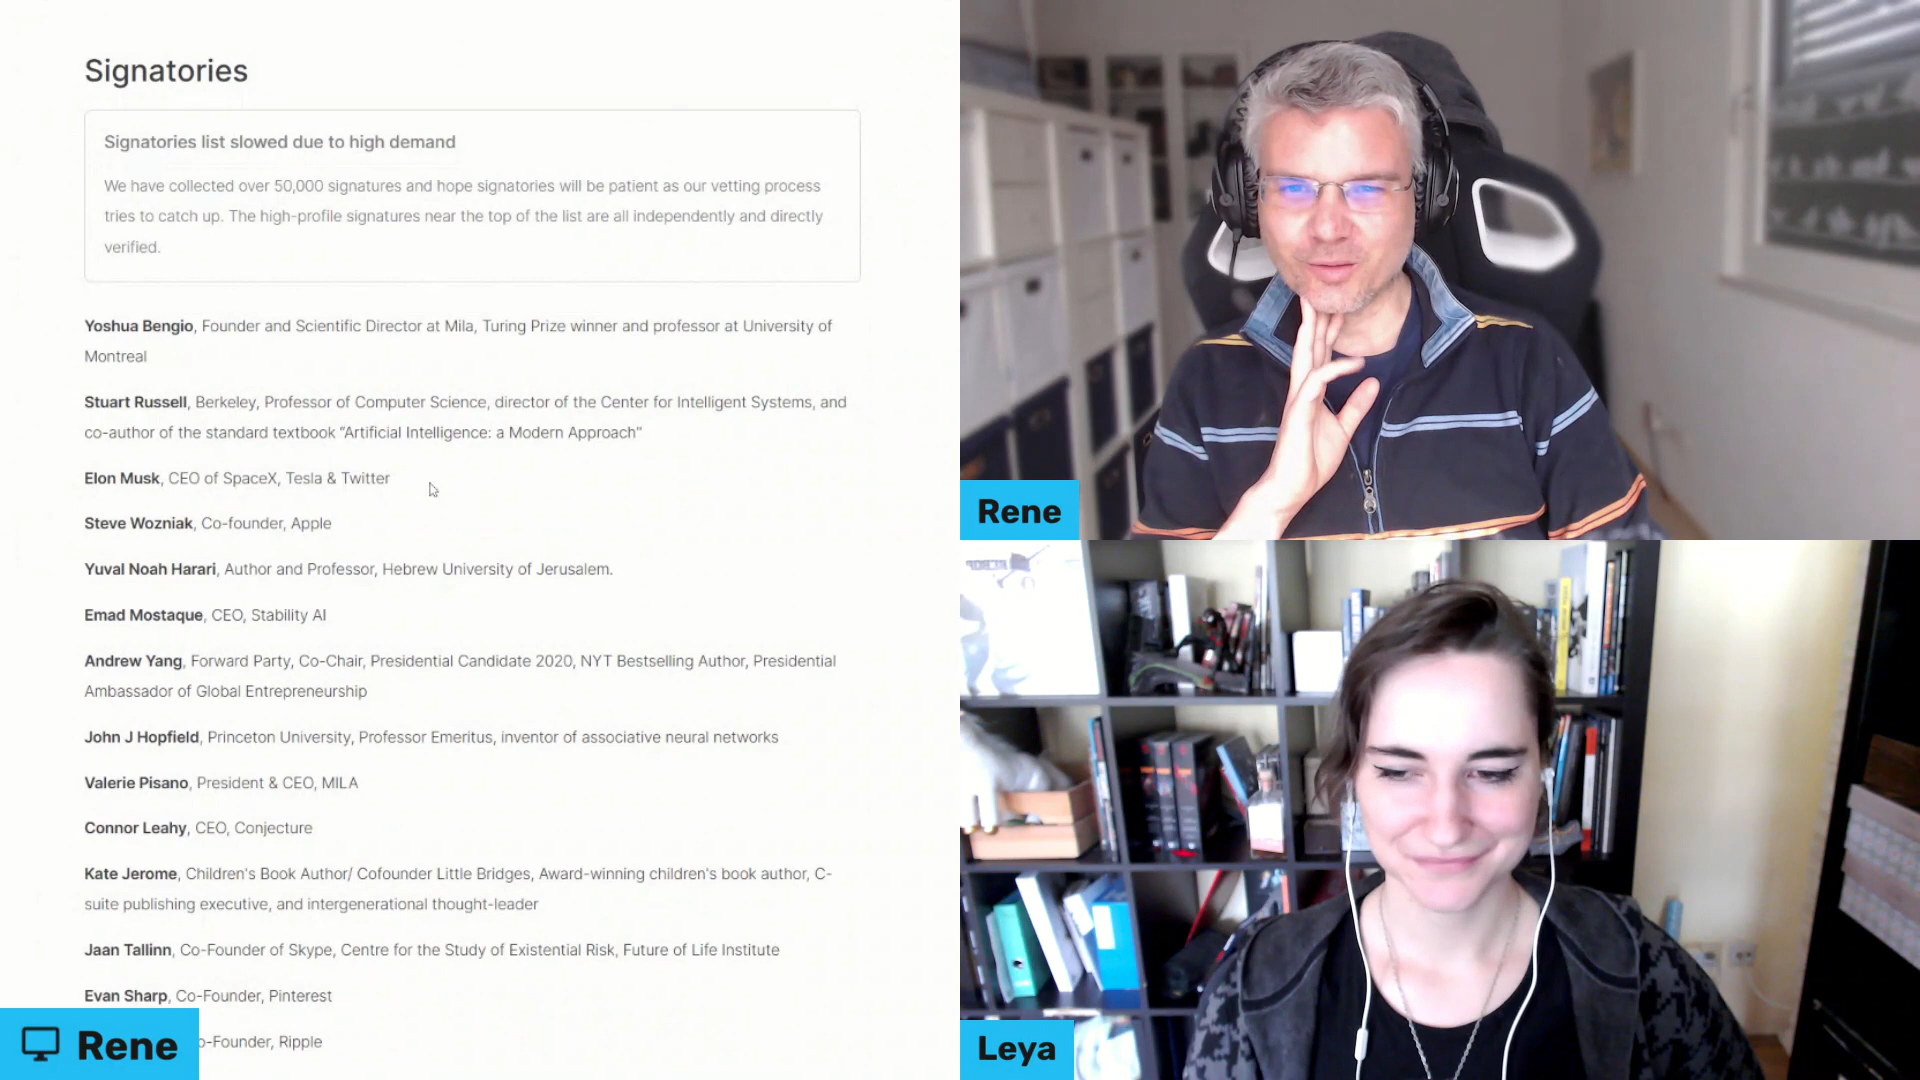 Signatories
Signatories list slowed due to high demand
We have collected over 50,000 signatures and hope signatories will be patient as our vetting process
tries to catch up. The high-profile signatures near the top of the list are all independently and directly
verified.
Yoshua Bengio, Founder and Scientific Director at Mila, Turing Prize winner and professor at University of
Montreal
Stuart Russell, Berkeley, Professor of Computer Science, director of the Center for Intelligent Systems, and
co-author of the standard textbook “Artificial Intelligence: a Modern Approach"
Elon Musk, CEO of SpaceX, Tesla & Twitter
Steve Wozniak, Co-founder, Apple
Yuval Noah Harari, Author and Professor, Hebrew University of Jerusalem.
Emad Mostaque, CEO, Stability AI
Andrew Yang, Forward Party, Co-Chair, Presidential Candidate 2020, NYT Bestselling Author, Presidential
Ambassador of Global Entrepreneurship
John J Hopfield, Princeton University, Professor Emeritus, inventor of associative neural networks
Valerie Pisano, President & CEO, MILA
Connor Leahy, CEO, Conjecture
Kate Jerome, Children's Book Author/ Cofounder Little Bridges, Award-winning children's book author, C-
suite publishing executive, and intergenerational thought-leader
Jaan Tallinn, Co-Founder of Skype, Centre for the Study of Existential Risk, Future of Life Institute
Evan Sharp, Co-Founder, Pinterest
o-Founder, Ripple
Rene
Rene
Leya